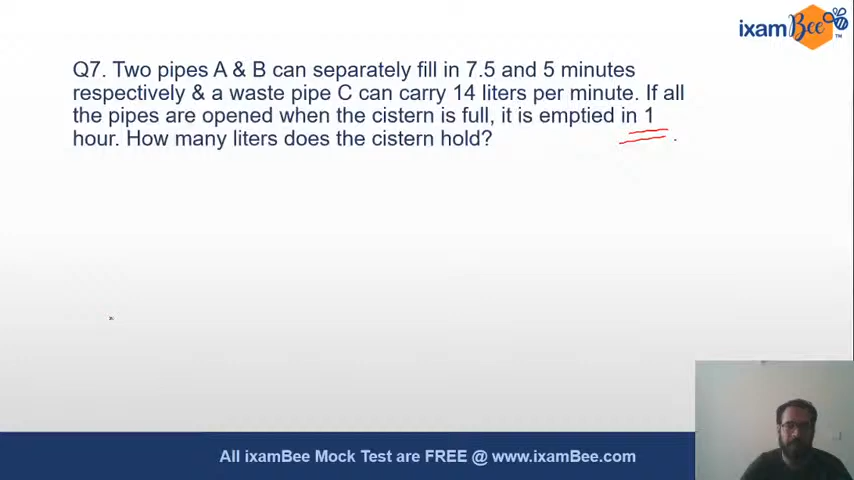 ixamBee
TM
Q7. Two pipes A & B can separately fill in 7.5 and 5 minutes
respectively & a waste pipe C can carry 14 liters per minute. If all
the pipes are opened when the cistern is full, it is emptied in 1
hour. How many liters does the cistern hold?
All ixamBee Mock Test are FREE @ www.ixamBee.com